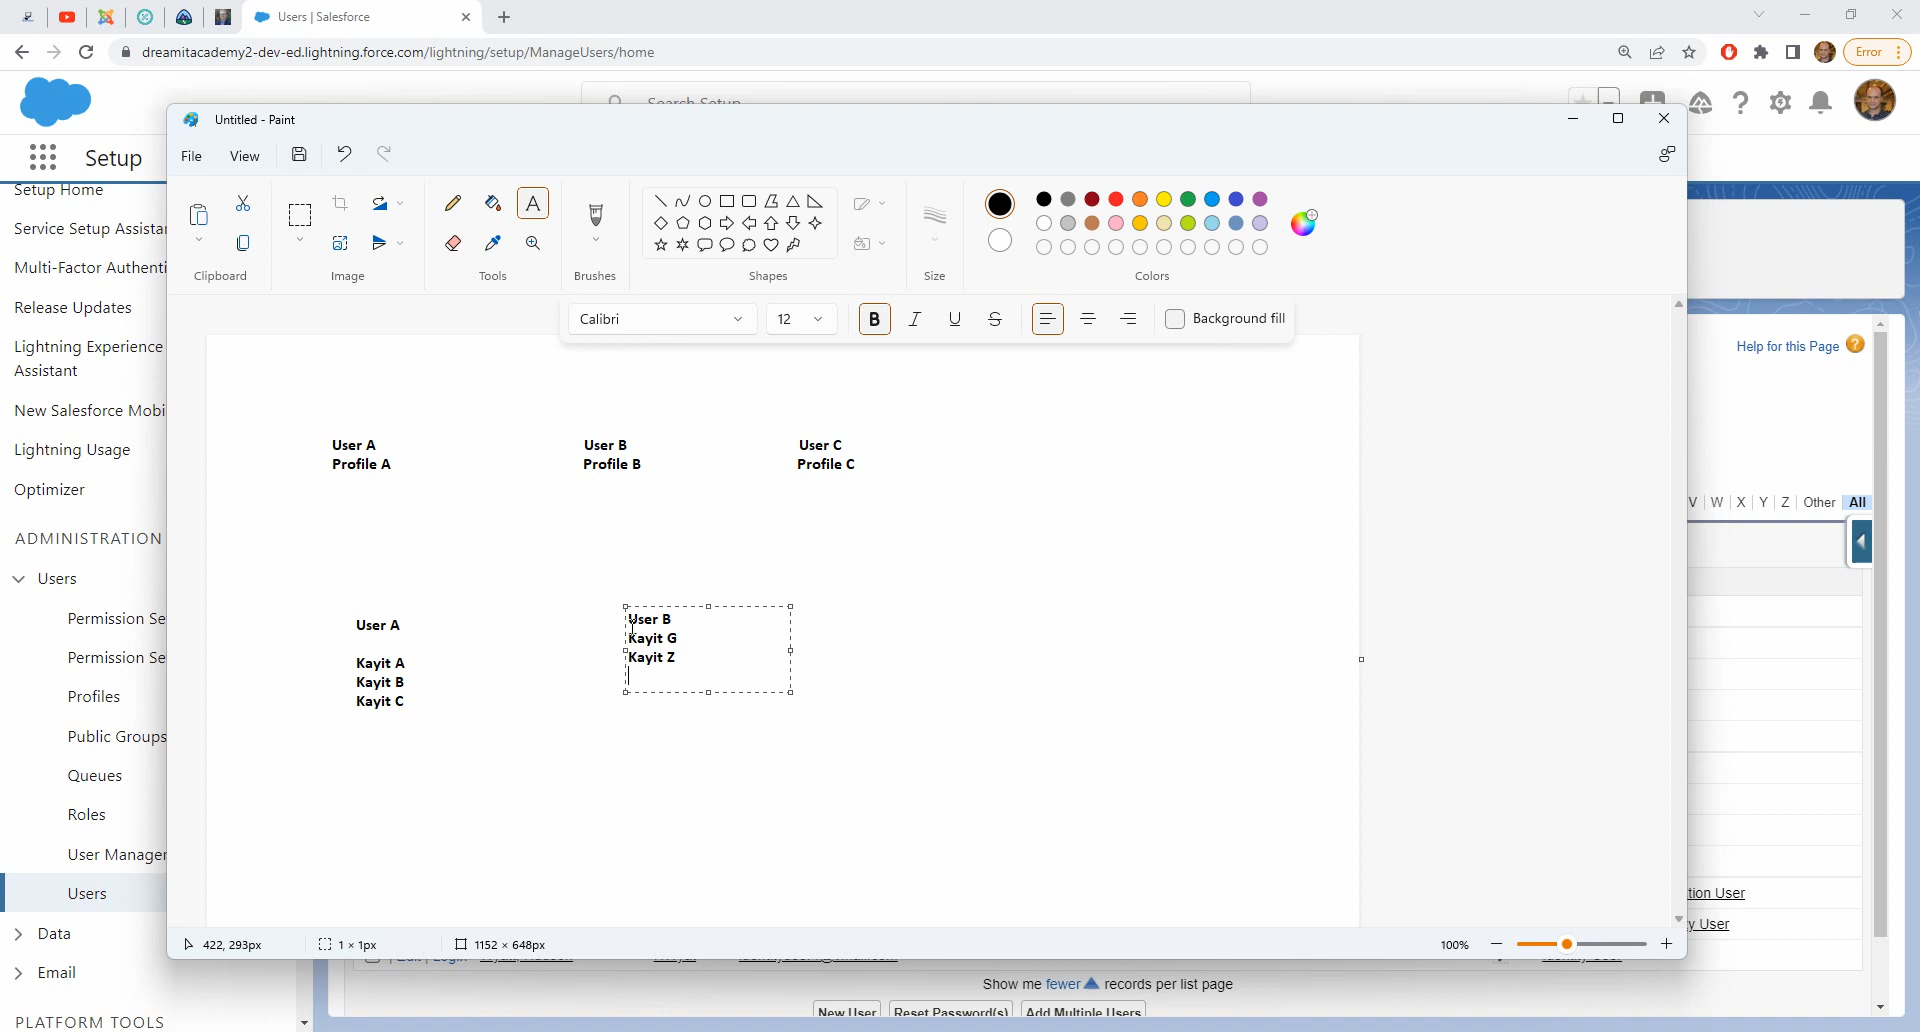 Users | Salesforce
dreamitacademy2-dev-ed.lightning.force.com/lightning/setup/ManageUsers/home
Error
Search Setup
Setup
Setup Home
Service Setup Assista
Multi-Factor Authenti
Release Updates
Lightning Experience
Assistant
New Salesforce Mobi
Lightning Usage
Optimizer
ADMINISTRATION
Users
Permission Se
Permission Se
Profiles
Public Groups
Queues
Roles
User Manager
Users
Data
Email
PLATFORM TOOLS
Untitled - Paint
File View
Clipboard Image Tools Brushes Shapes Size Colors
Calibri 12 B I U S Background fill
User A User B User C
Profile A Profile B Profile C
User A
Kayit A
Kayit B
Kayit C
User B
Kayit G
Kayit Z
422, 293px 1 × 1px 1152 × 648px 100%
Help for this Page
V W X Y Z Other All
tion User
y User
Show me fewer records per list page
New User Reset Password(s) Add Multiple Users